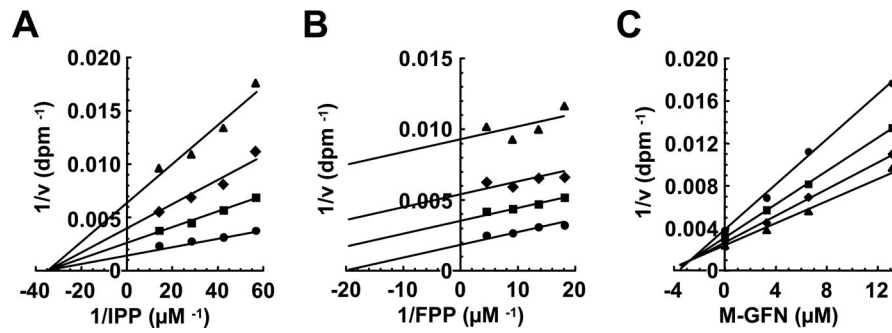 A
B
C
0.020
0.015
0.010
0.005
0
1/v (dpm -1)
-40 -20 0 20 40 60
1/IPP (µM -1)
0.015
0.010
0.005
0
1/v (dpm -1)
-20 -10 0 10 20
1/FPP (µM -1)
0.020
0.016
0.012
0.008
0.004
0
1/v (dpm -1)
-4 0 4 8 12
M-GFN (µM)